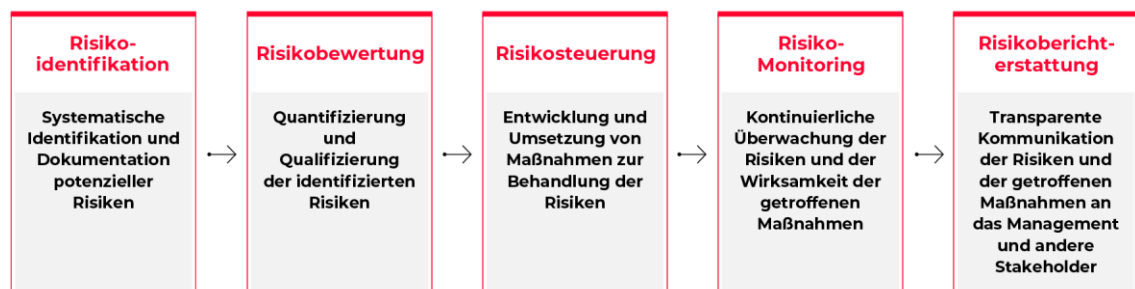 Risiko-
identifikation
Systematische
Identifikation und
Dokumentation
potenzieller
Risiken
Risikobewertung
Quantifizierung
und
Qualifizierung
der identifizierten
Risiken
Risikosteuerung
Entwicklung und
Umsetzung von
Maßnahmen zur
Behandlung der
Risiken
Risiko-
Monitoring
Kontinuierliche
Überwachung der
Risiken und der
Wirksamkeit der
getroffenen
Maßnahmen
Risikobericht-
erstattung
Transparente
Kommunikation
der Risiken und
der getroffenen
Maßnahmen an
das Management
und andere
Stakeholder